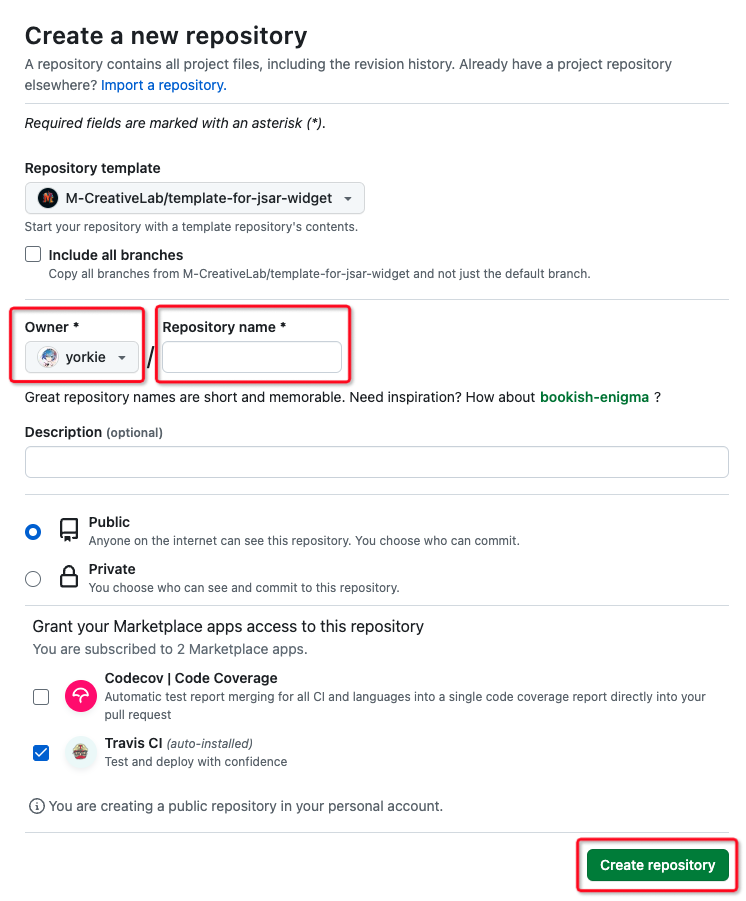 Create a new repository
A repository contains all project files, including the revision history. Already have a project repository
elsewhere? Import a repository.
Required fields are marked with an asterisk (*).
Repository template
M-CreativeLab/template-for-jsar-widget
Start your repository with a template repository's contents.
Include all branches
Copy all branches from M-CreativeLab/template-for-jsar-widget and not just the default branch.
Owner * Repository name *
yorkie /
Great repository names are short and memorable. Need inspiration? How about bookish-enigma ?
Description (optional)
Public
Anyone on the internet can see this repository. You choose who can commit.
Private
You choose who can see and commit to this repository.
Grant your Marketplace apps access to this repository
You are subscribed to 2 Marketplace apps.
Codecov | Code Coverage
Automatic test report merging for all CI and languages into a single code coverage report directly into your
pull request
Travis CI (auto-installed)
Test and deploy with confidence
You are creating a public repository in your personal account.
Create repository